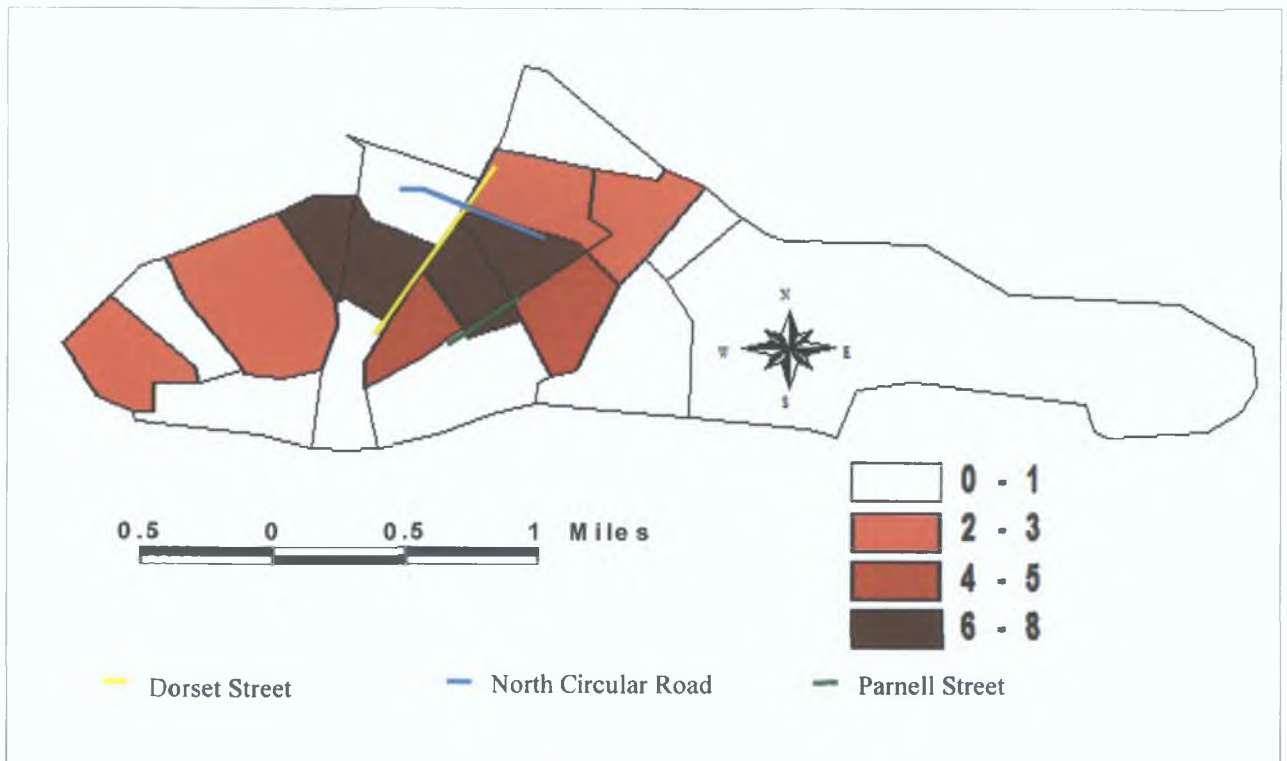 N
W E
S
0 - 1
2 - 3
4 - 5
6 - 8
0.5 0 0.5 1 Miles
Dorset Street North Circular Road Parnell Street